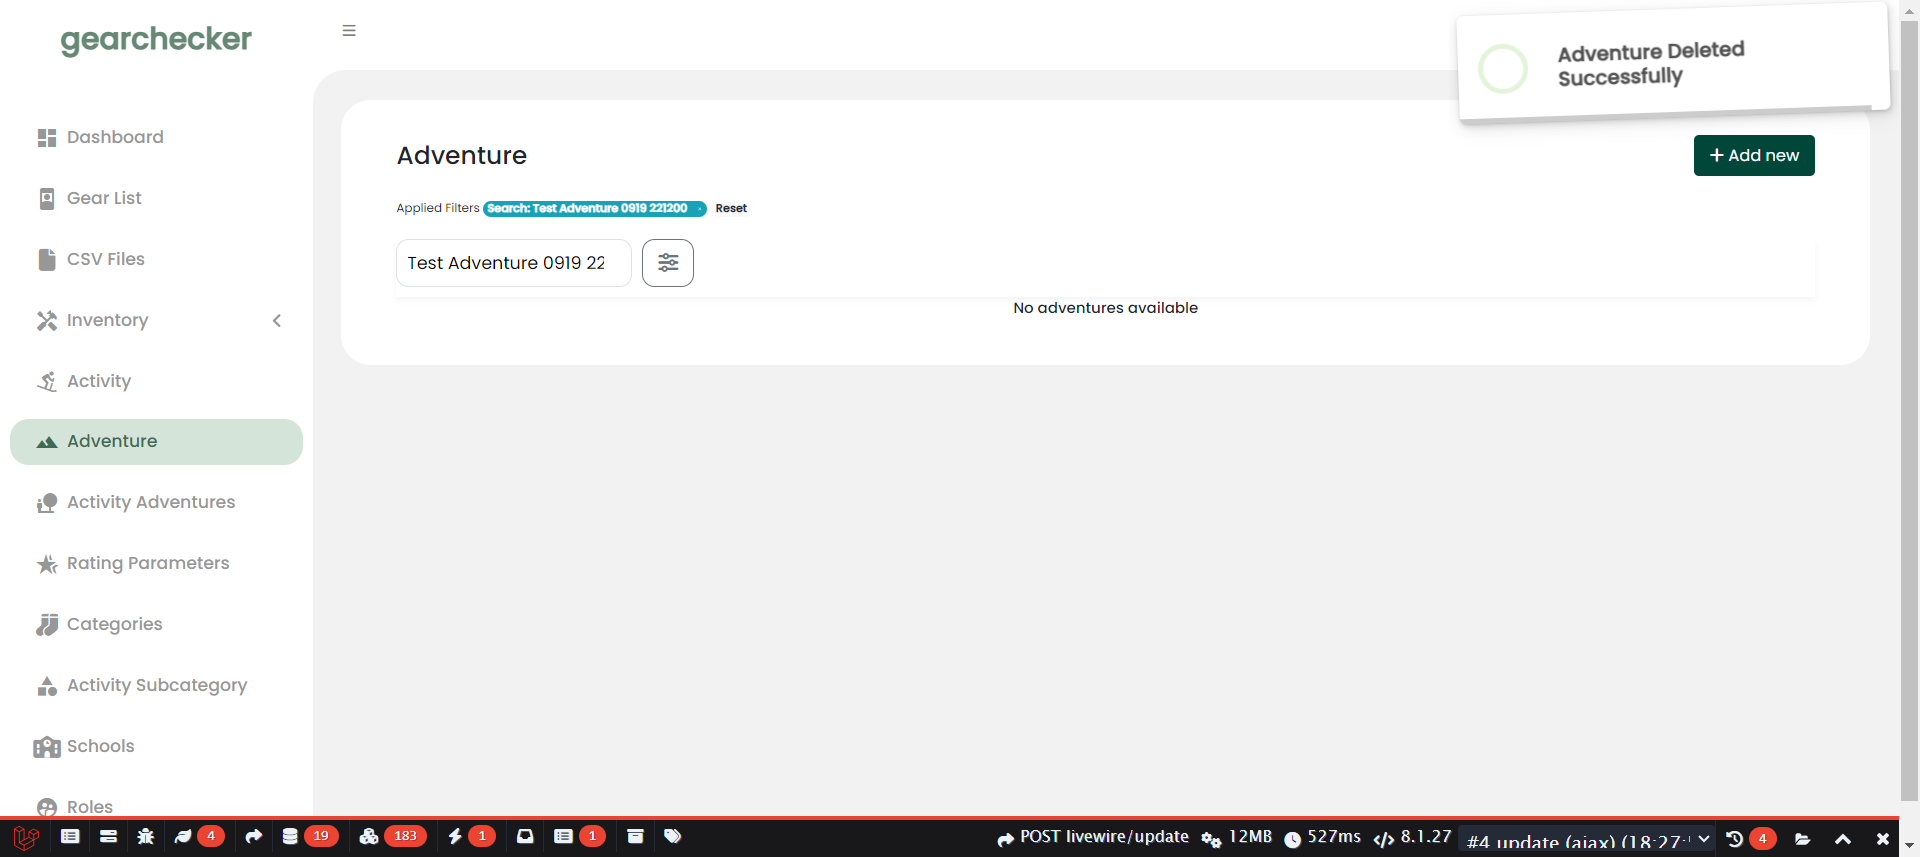 gearchecker
Adventure Deleted
Successfully
Dashboard
Gear List
CSV Files
Inventory
Activity
Adventure
Activity Adventures
Rating Parameters
Categories
Activity Subcategory
Schools
Roles
Adventure
+ Add new
Applied Filters Search: Test Adventure 0919 221200 Reset
Test Adventure 0919 22
No adventures available
4 19 183 1 1 POST livewire/update 12MB 527ms 8.1.27 #4 update (ajax) (18:27: 4